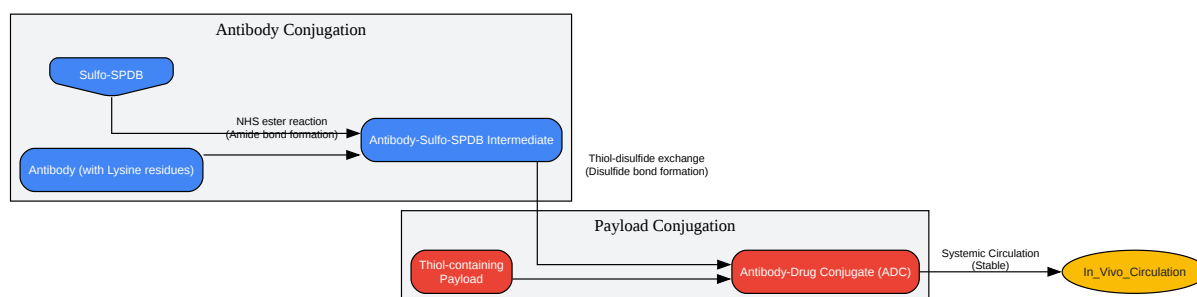 Antibody Conjugation
Sulfo-SPDB
NHS ester reaction
(Amide bond formation)
Antibody-Sulfo-SPDB Intermediate
Antibody (with Lysine residues)
Thiol-disulfide exchange
(Disulfide bond formation)
Payload Conjugation
Thiol-containing
Payload
Antibody-Drug Conjugate (ADC)
Systemic Circulation
(Stable)
In_Vivo_Circulation